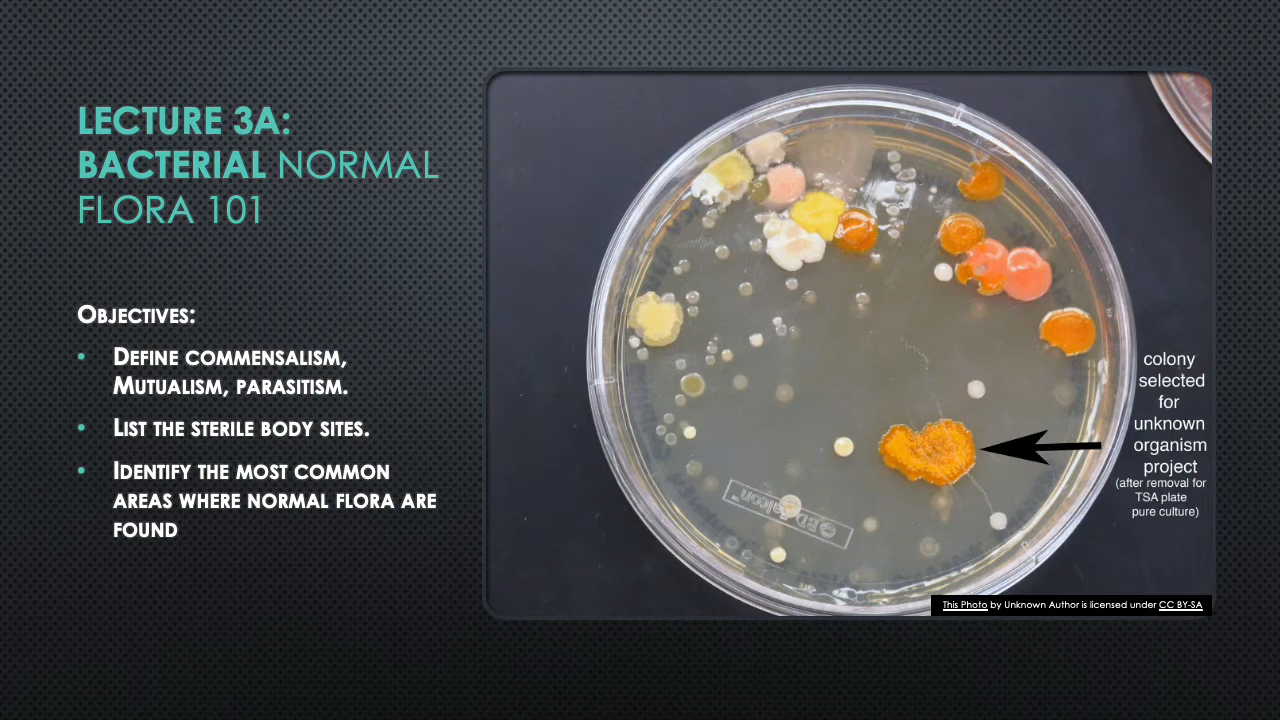 LECTURE 3A:
BACTERIAL NORMAL
FLORA 101
OBJECTIVES:
• DEFINE COMMENSALISM,
MUTUALISM, PARASITISM.
• LIST THE STERILE BODY SITES.
• IDENTIFY THE MOST COMMON
AREAS WHERE NORMAL FLORA ARE
FOUND
colony
selected
for
unknown
organism
project
(after removal for
TSA plate
pure culture)
BD Falcon™
This Photo by Unknown Author is licensed under CC BY-SA